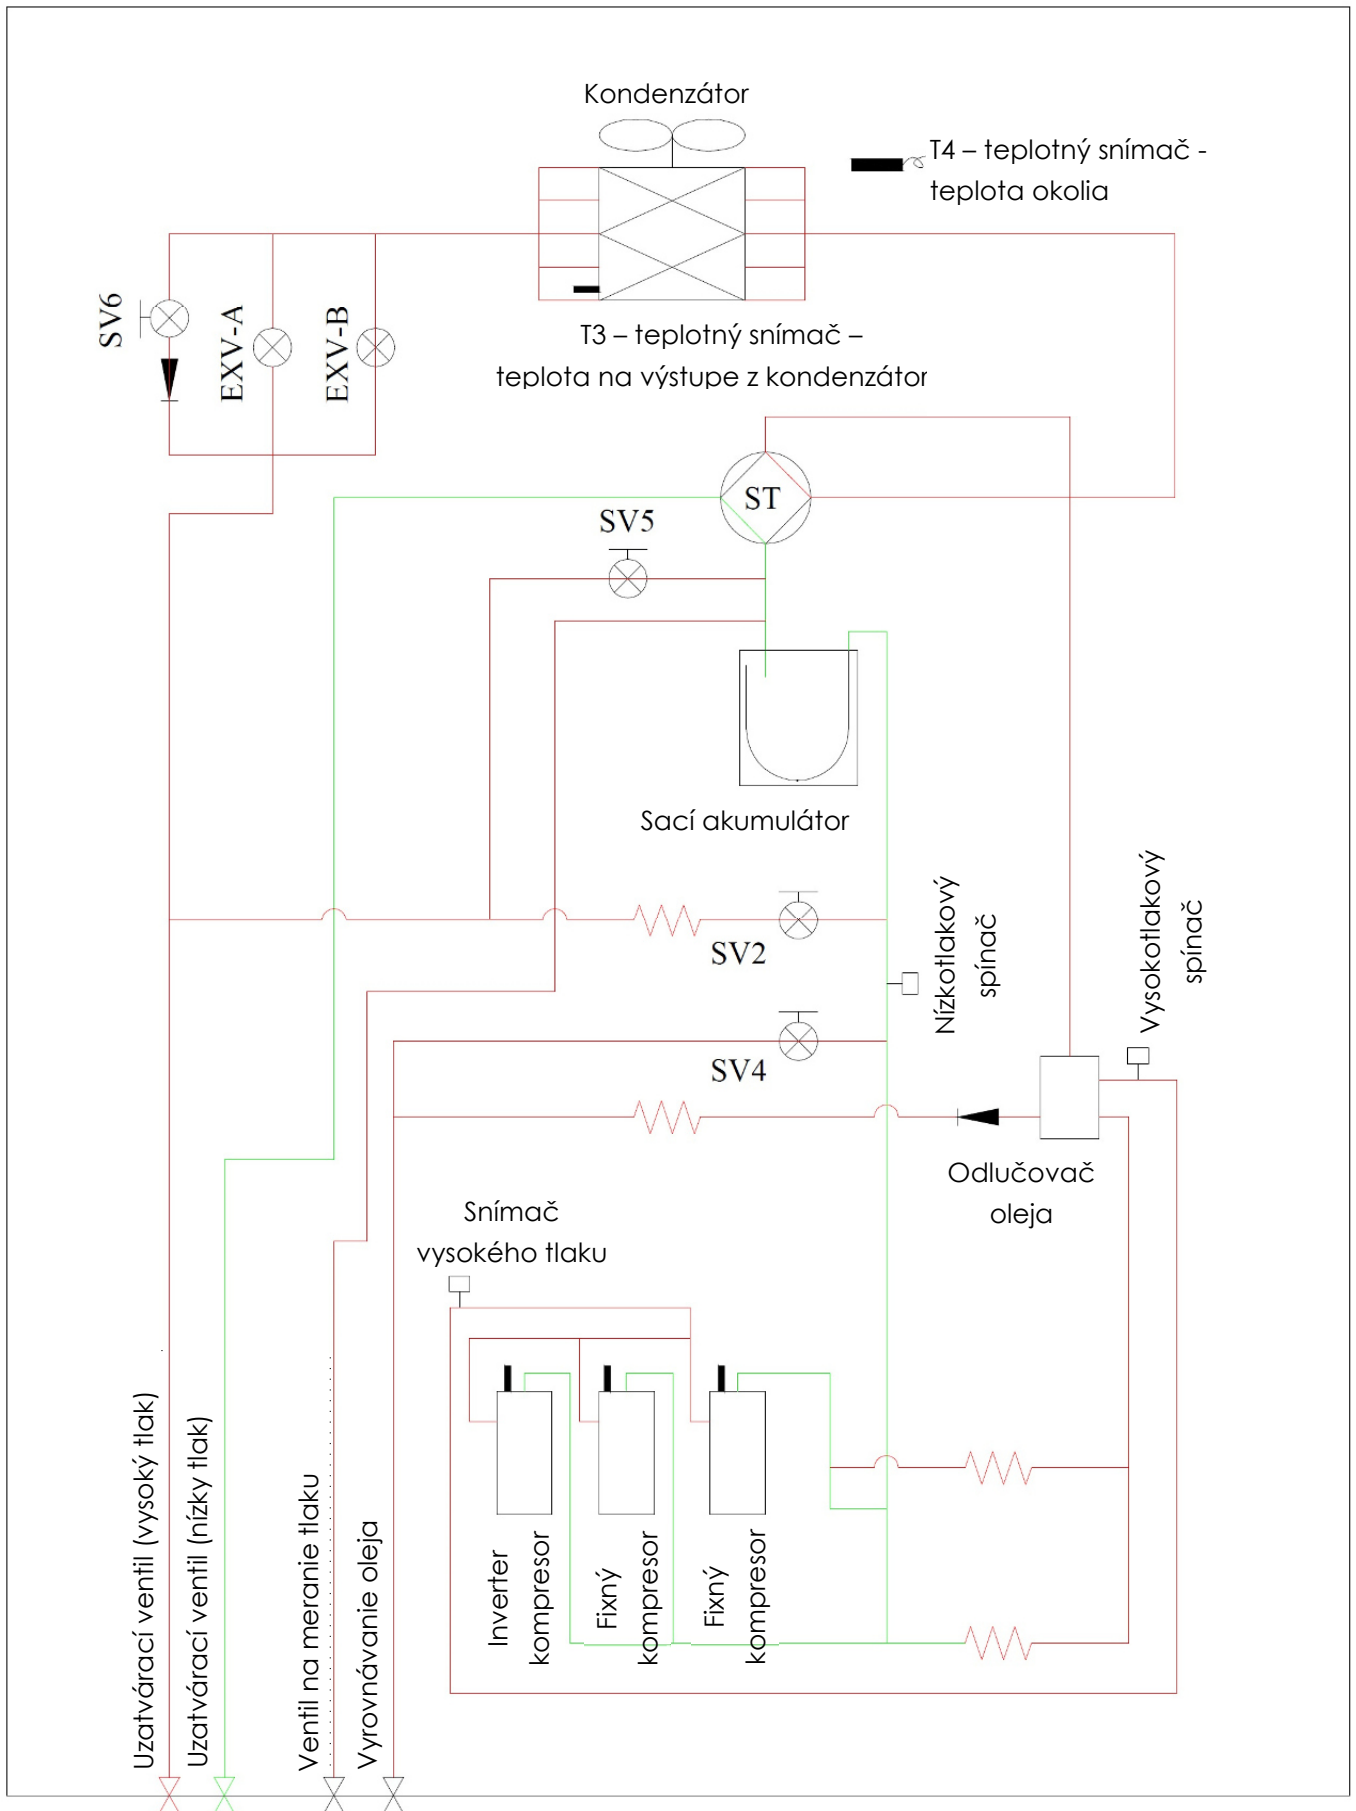 Kondenzátor
T4 – teplotný snímač -
teplota okolia
SV6
EXV-A
EXV-B
T3 – teplotný snímač –
teplota na výstupe z kondenzátor
ST
SV5
Sací akumulátor
SV2
Nízkotlakový
spínač
Vysokotlakový
spínač
SV4
Odlučovač
oleja
Snímač
vysokého tlaku
Uzatvárací ventil (vysoký tlak)
Uzatvárací ventil (nízky tlak)
Ventil na meranie tlaku
Vyrovnávanie oleja
Inverter
kompresor
Fixný
kompresor
Fixný
kompresor